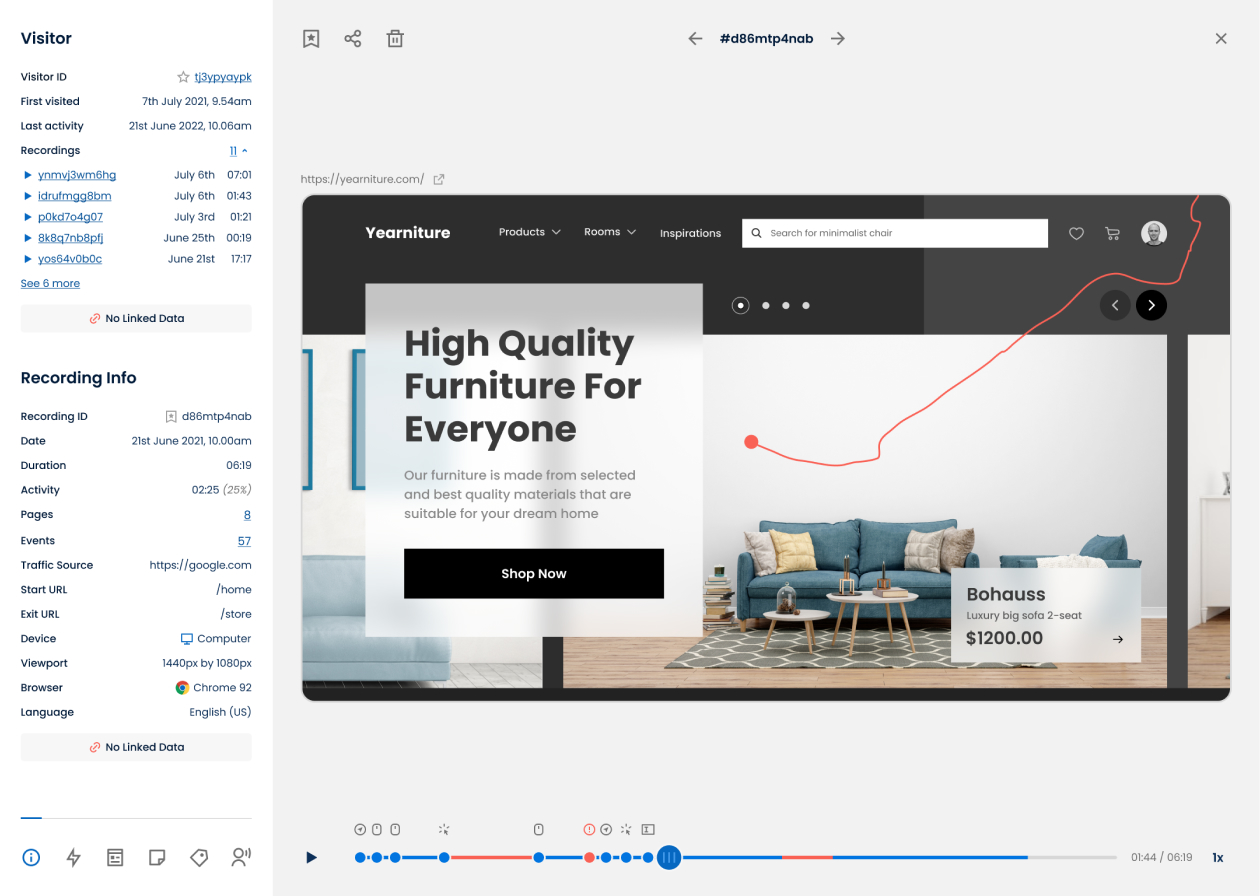 Visitor
Visitor ID tj3ypyaypk
First visited 7th July 2021, 9.54am
Last activity 21st June 2022, 10.06am
Recordings 11
ynmvj3wm6hg July 6th 07:01
idrufmgg8bm July 6th 01:43
p0kd7o4g07 July 3rd 01:21
8k8q7nb8pfj June 25th 00:19
yos64v0b0c June 21st 17:17
See 6 more
No Linked Data
Recording Info
Recording ID d86mtp4nab
Date 21st June 2021, 10.00am
Duration 06:19
Activity 02:25 (25%)
Pages 8
Events 57
Traffic Source https://google.com
Start URL /home
Exit URL /store
Device Computer
Viewport 1440px by 1080px
Browser Chrome 92
Language English (US)
No Linked Data
#d86mtp4nab
https://yearniture.com/
Yearniture Products Rooms Inspirations Search for minimalist chair
High Quality
Furniture For
Everyone
Our furniture is made from selected
and best quality materials that are
suitable for your dream home
Shop Now
Bohauss
Luxury big sofa 2-seat
$1200.00
01:44 / 06:19 1x